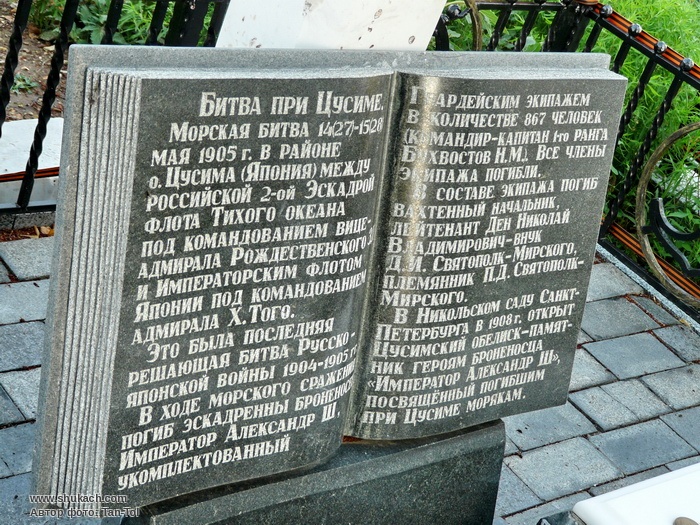 Битва при Цусиме.
Морская битва 14(27)-15(28
мая 1905 г. в районе
о. Цусима (Япония) между
российской 2-ой Эскадрой
флота Тихого океана
под командованием вице-
адмирала Рождественского З.
и Императорским флотом
Японии под командованием
адмирала Х. Того.
Это была последняя
решающая битва Русско-
японской войны 1904-1905 г.
В ходе морского сражения
погиб эскадренны броненосец
Император Александр Ш,
укомплектованный
Гвардейским экипажем
в количестве 867 человек
(командир-капитан 1го ранга
Бухвостов Н.М.). Все члены
экипажа погибли.
В составе экипажа погиб
вахтенный начальник,
лейтенант Ден Николай
Владимирович-внук
Д.И. Святополк-Мирского,
племянник П.Д. Святополк-
Мирского.
В Никольском саду Санкт-
Петербурга в 1908 г. открыт
Цусимский обелиск-памят-
ник героям броненосца
«Император Александр Ш»,
посвящённый погибшим
при Цусиме морякам.
www.shukach.com
Автор фото: Tan-Tol